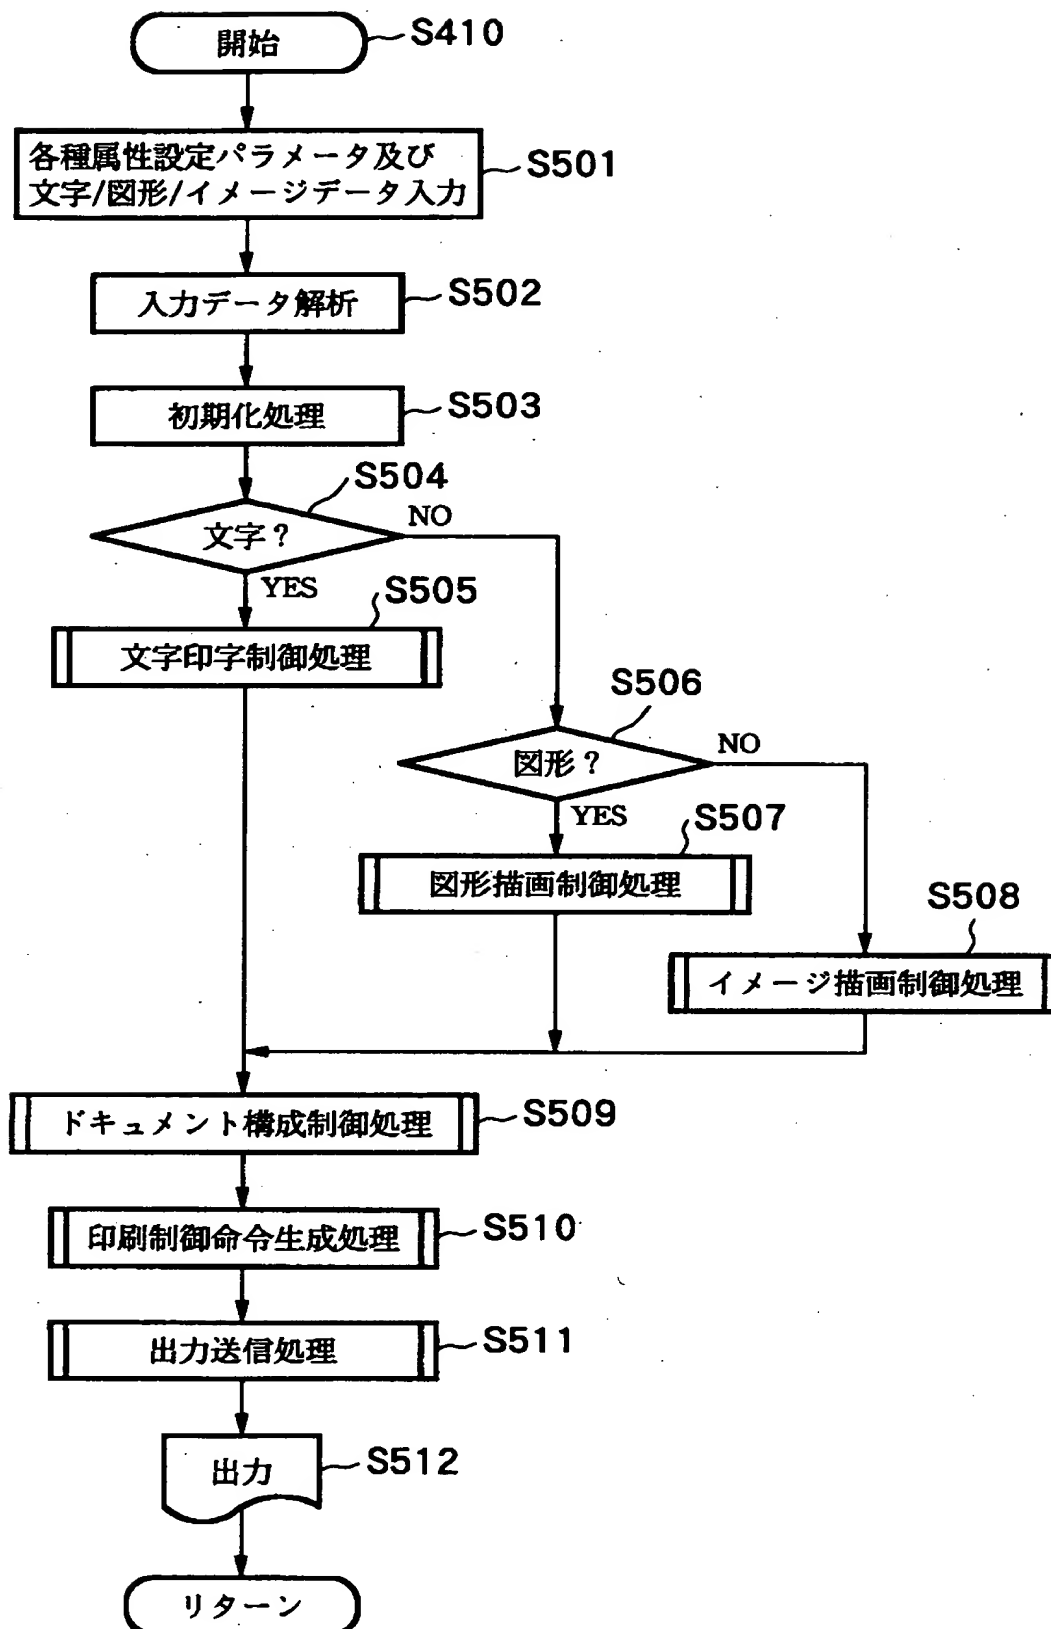 開始
S410
各種属性設定パラメータ及び
文字/図形/イメージデータ入力
S501
入力データ解析
S502
初期化処理
S503
S504
文字?
NO
YES
S505
文字印字制御処理
S506
図形?
NO
YES
S507
図形描画制御処理
S508
イメージ描画制御処理
ドキュメント構成制御処理
S509
印刷制御命令生成処理
S510
出力送信処理
S511
出力
S512
リターン